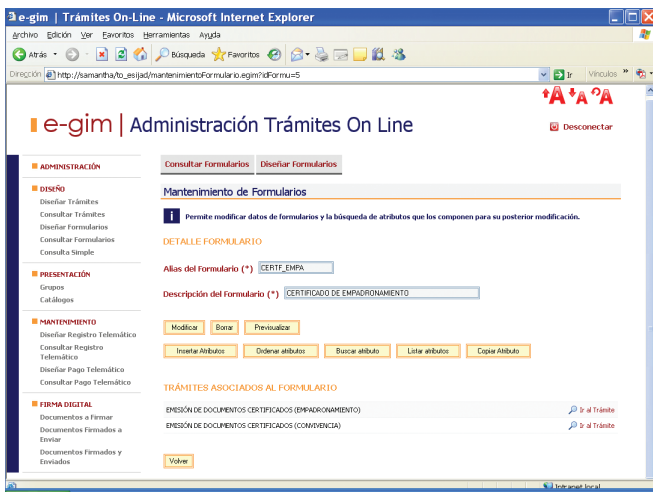 e-gim | Trámites On-Line - Microsoft Internet Explorer
Archivo Edición Ver Favoritos Herramientas Ayuda
Atrás Búsqueda Favoritos
Dirección http://samantha/to_esijad/mantenimientoFormulario.egim?idFormu=5 Ir Vínculos »
A A A
e-gim | Administración Trámites On Line
Desconectar
ADMINISTRACIÓN
DISEÑO
Diseñar Trámites
Consultar Trámites
Diseñar Formularios
Consultar Formularios
Consulta Simple
PRESENTACIÓN
Grupos
Catálogos
MANTENIMIENTO
Diseñar Registro Telemático
Consultar Registro
Telemático
Diseñar Pago Telemático
Consultar Pago Telemático
FIRMA DIGITAL
Documentos a Firmar
Documentos Firmados a
Enviar
Documentos Firmados y
Enviados
Consultar Formularios Diseñar Formularios
Mantenimiento de Formularios
i Permite modificar datos de formularios y la búsqueda de atributos que los componen para su posterior modificación.
DETALLE FORMULARIO
Alias del Formulario (*) CERTF_EMPA
Descripción del Formulario (*) CERTIFICADO DE EMPADRONAMIENTO
Modificar Borrar Previsualizar
Insertar Atributos Ordenar atributos Buscar atributo Listar atributos Copiar Atributo
TRÁMITES ASOCIADOS AL FORMULARIO
EMISIÓN DE DOCUMENTOS CERTIFICADOS (EMPADRONAMIENTO) Ir al Trámite
EMISIÓN DE DOCUMENTOS CERTIFICADOS (CONVIVENCIA) Ir al Trámite
Volver
Intranet local